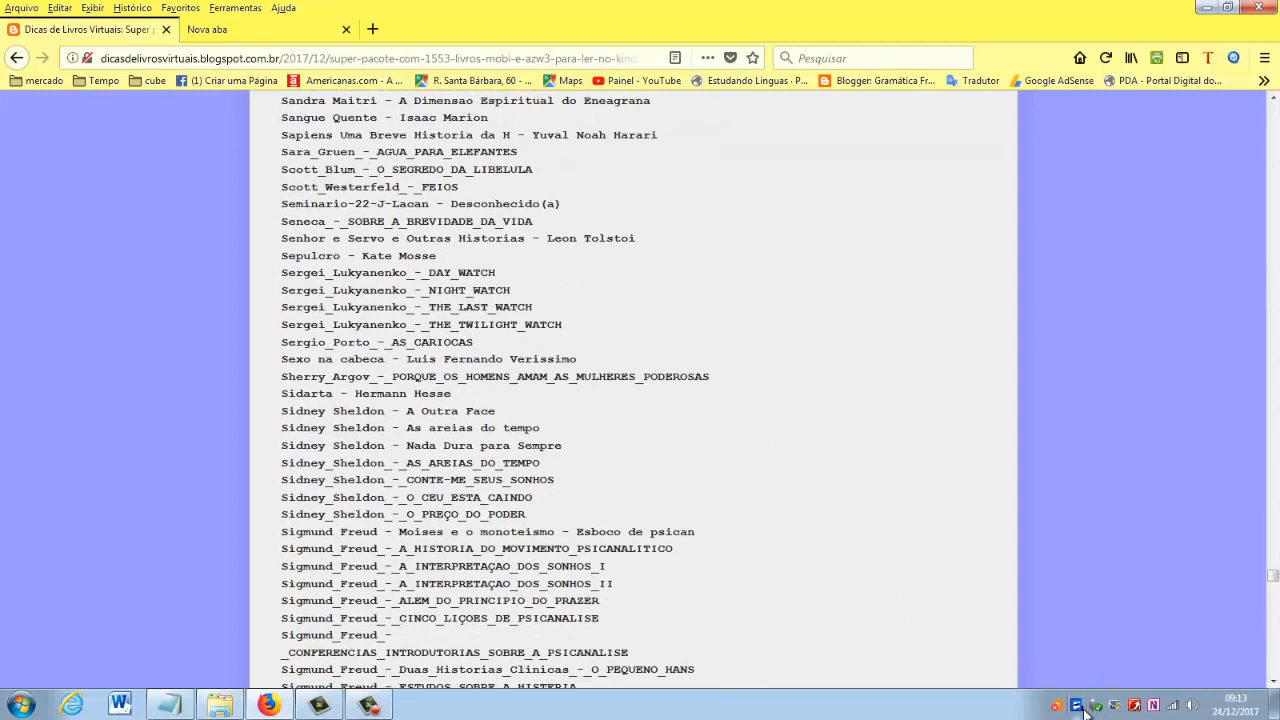 Arquivo Editar Exibir Histórico Favoritos Ferramentas Ajuda
Dicas de Livros Virtuais: Super p
Nova aba
dicasdelivrosvirtuais.blogspot.com.br/2017/12/super-pacote-com-1553-livros-mobi-e-azw3-para-ler-no-kind
Pesquisar
mercado Tempo cube (1) Criar uma Página Americanas.com - A ... R. Santa Bárbara, 60 - ... Maps Painel - YouTube Estudando Linguas - P... Blogger: Gramática Fr... Tradutor Google AdSense PDA - Portal Digital do...
Sandra Maitri - A Dimensao Espiritual do Eneagrana
Sangue Quente - Isaac Marion
Sapiens Uma Breve Historia da H - Yuval Noah Harari
Sara_Gruen_-_AGUA_PARA_ELEFANTES
Scott_Blum_-_O_SEGREDO_DA_LIBELULA
Scott_Westerfeld_-_FEIOS
Seminario-22-J-Lacan - Desconhecido(a)
Seneca_-_SOBRE_A_BREVIDADE_DA_VIDA
Senhor e Servo e Outras Historias - Leon Tolstoi
Sepulcro - Kate Mosse
Sergei_Lukyanenko_-_DAY_WATCH
Sergei_Lukyanenko_-_NIGHT_WATCH
Sergei_Lukyanenko_-_THE_LAST_WATCH
Sergei_Lukyanenko_-_THE_TWILIGHT_WATCH
Sergio_Porto_-_AS_CARIOCAS
Sexo na cabeca - Luis Fernando Verissimo
Sherry_Argov_-_PORQUE_OS_HOMENS_AMAM_AS_MULHERES_PODEROSAS
Sidarta - Hermann Hesse
Sidney Sheldon - A Outra Face
Sidney Sheldon - As areias do tempo
Sidney Sheldon - Nada Dura para Sempre
Sidney_Sheldon_-_AS_AREIAS_DO_TEMPO
Sidney_Sheldon_-_CONTE-ME_SEUS_SONHOS
Sidney_Sheldon_-_O_CEU_ESTA_CAINDO
Sidney_Sheldon_-_O_PREÇO_DO_PODER
Sigmund Freud - Moises e o monoteismo - Esboco de psican
Sigmund_Freud_-_A_HISTORIA_DO_MOVIMENTO_PSICANALITICO
Sigmund_Freud_-_A_INTERPRETAÇAO_DOS_SONHOS_I
Sigmund_Freud_-_A_INTERPRETAÇAO_DOS_SONHOS_II
Sigmund_Freud_-_ALEM_DO_PRINCIPIO_DO_PRAZER
Sigmund_Freud_-_CINCO_LIÇOES_DE_PSICANALISE
Sigmund_Freud_-
_CONFERENCIAS_INTRODUTORIAS_SOBRE_A_PSICANALISE
Sigmund_Freud_-_Duas_Historias_Clinicas_-_O_PEQUENO_HANS
Sigmund_Freud_-_ESTUDOS_SOBRE_A_HISTERIA
09:13
24/12/2017